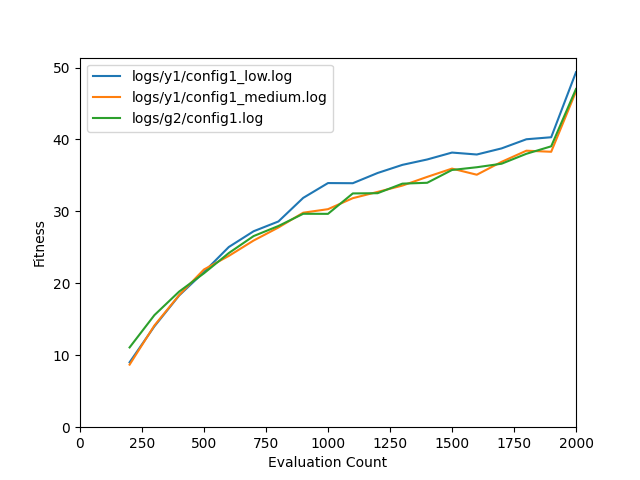 logs/y1/config1_low.log
logs/y1/config1_medium.log
logs/g2/config1.log
50
40
30
20
10
0
Fitness
0 250 500 750 1000 1250 1500 1750 2000
Evaluation Count